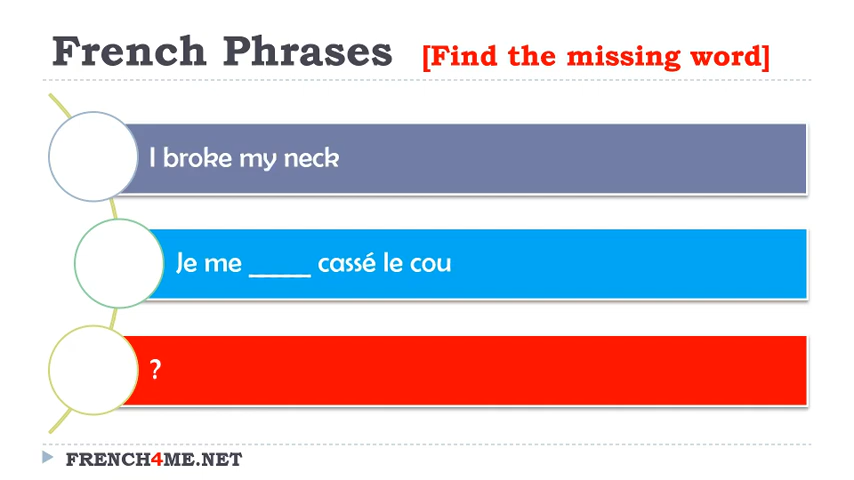 French Phrases [Find the missing word]
I broke my neck
Je me _____ cassé le cou
?
FRENCH4ME.NET